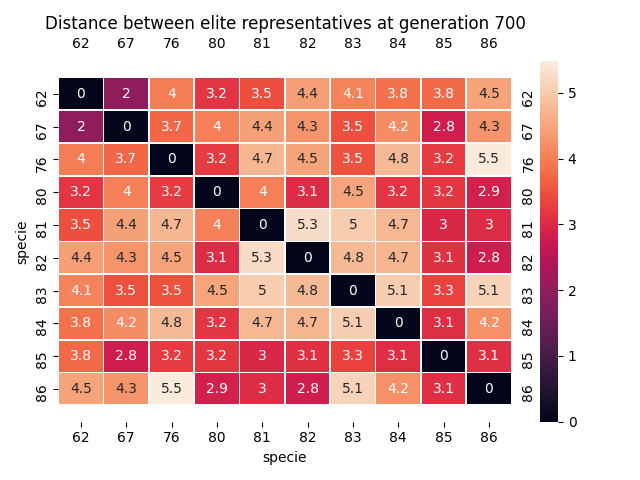 Distance between elite representatives at generation 700
62 67 76 80 81 82 83 84 85 86
62 0 2 4 3.2 3.5 4.4 4.1 3.8 3.8 4.5 62
67 2 0 3.7 4 4.4 4.3 3.5 4.2 2.8 4.3 67
76 4 3.7 0 3.2 4.7 4.5 3.5 4.8 3.2 5.5 76
80 3.2 4 3.2 0 4 3.1 4.5 3.2 3.2 2.9 80
81 3.5 4.4 4.7 4 0 5.3 5 4.7 3 3 81
82 4.4 4.3 4.5 3.1 5.3 0 4.8 4.7 3.1 2.8 82
83 4.1 3.5 3.5 4.5 5 4.8 0 5.1 3.3 5.1 83
84 3.8 4.2 4.8 3.2 4.7 4.7 5.1 0 3.1 4.2 84
85 3.8 2.8 3.2 3.2 3 3.1 3.3 3.1 0 3.1 85
86 4.5 4.3 5.5 2.9 3 2.8 5.1 4.2 3.1 0 86
62 67 76 80 81 82 83 84 85 86
specie
specie
5
4
3
2
1
0